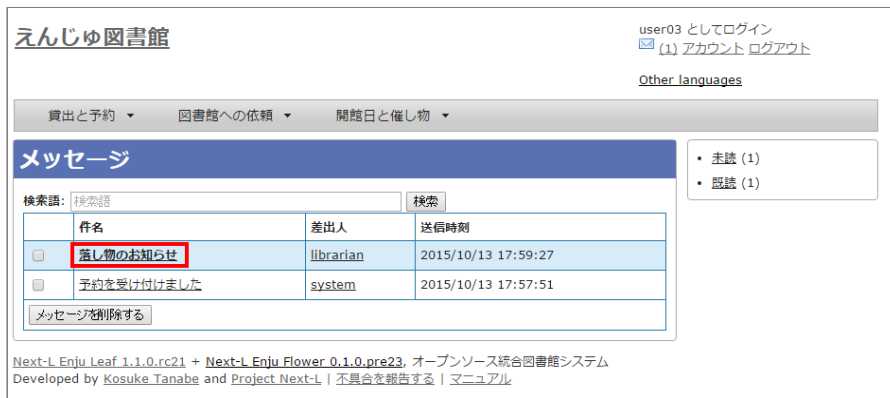 えんじゅ図書館
user03 としてログイン
(1) アカウント ログアウト
Other languages
貸出と予約 ▼ 図書館への依頼 ▼ 開館日と催し物 ▼
メッセージ
検索語: 検索語 検索
件名 差出人 送信時刻
落し物のお知らせ librarian 2015/10/13 17:59:27
予約を受け付けました system 2015/10/13 17:57:51
メッセージを削除する
• 未読 (1)
• 既読 (1)
Next-L Enju Leaf 1.1.0.rc21 + Next-L Enju Flower 0.1.0.pre23, オープンソース統合図書館システム
Developed by Kosuke Tanabe and Project Next-L | 不具合を報告する | マニュアル